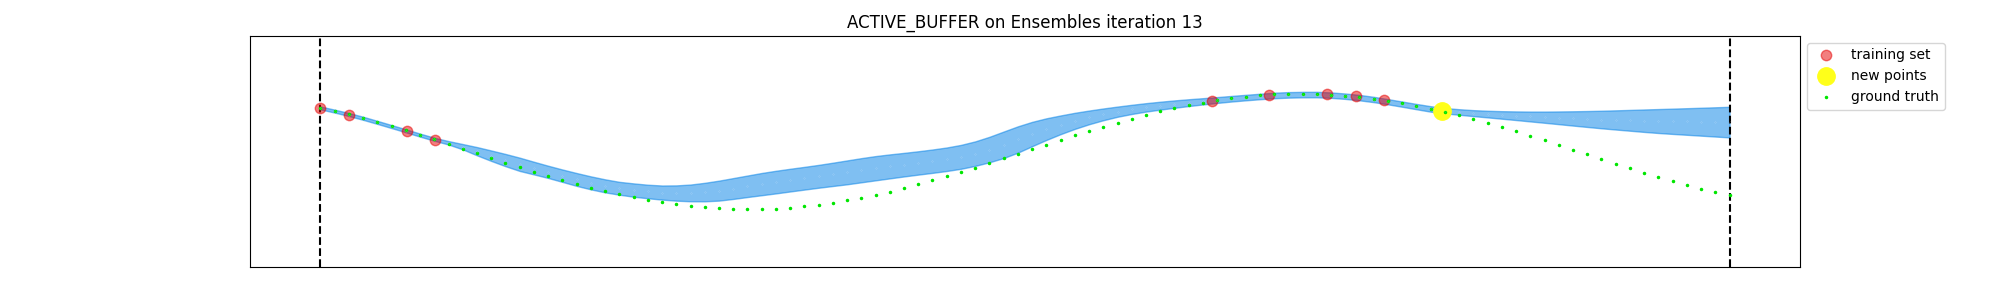 ACTIVE_BUFFER on Ensembles iteration 13
training set
new points
ground truth